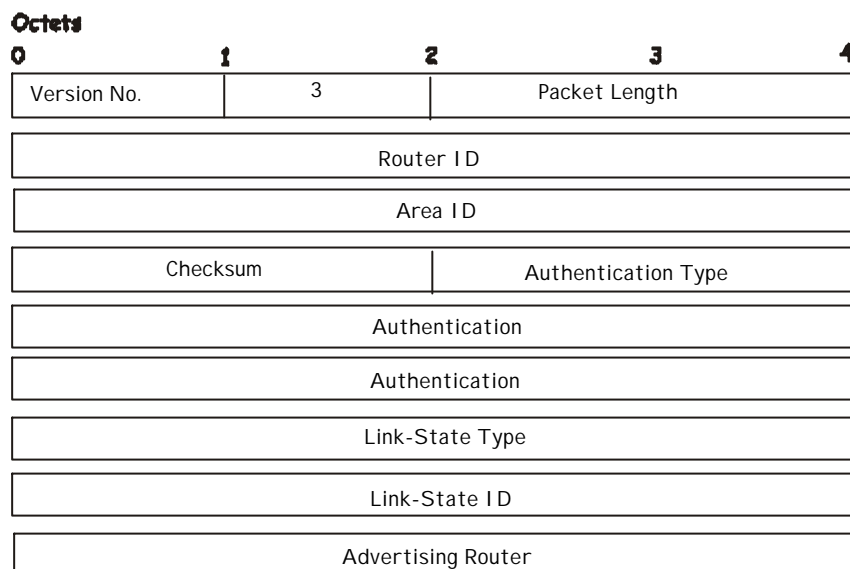 Octets
0 1 2 3 4
Version No. 3 Packet Length
Router ID
Area ID
Checksum Authentication Type
Authentication
Authentication
Link-State Type
Link-State ID
Advertising Router